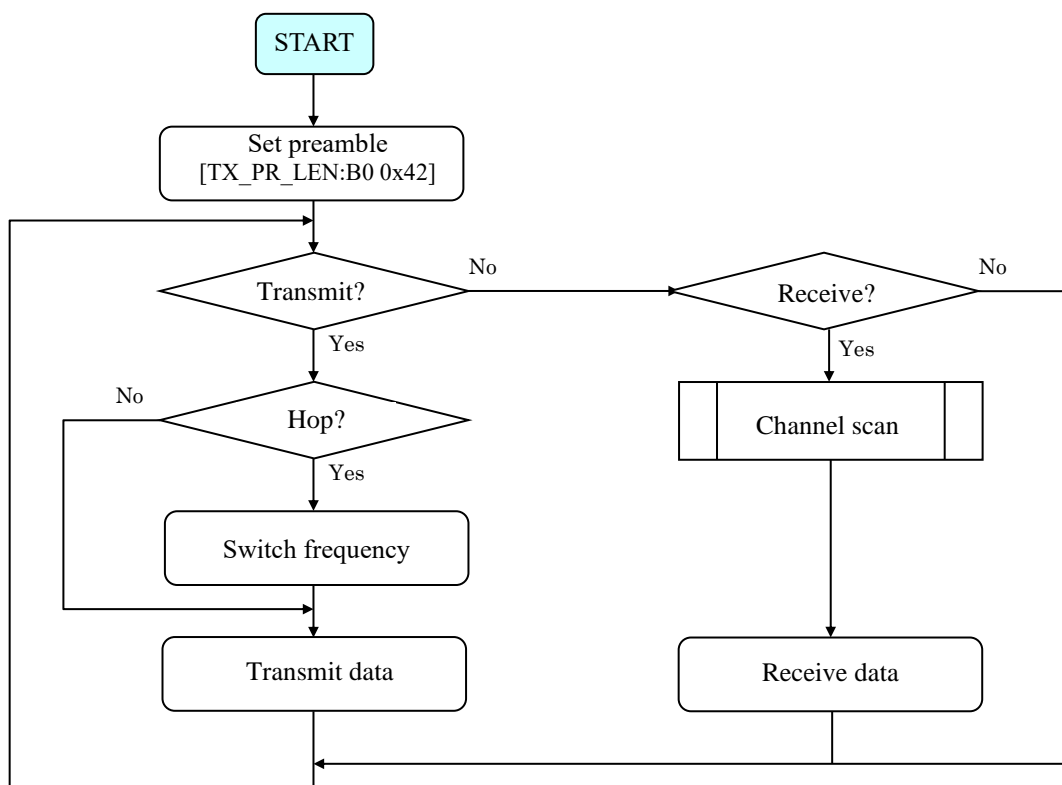 START
Set preamble
[TX_PR_LEN:B0 0x42]
Transmit?
No
Receive?
No
Yes
Yes
Hop?
No
Channel scan
Yes
Switch frequency
Transmit data
Receive data